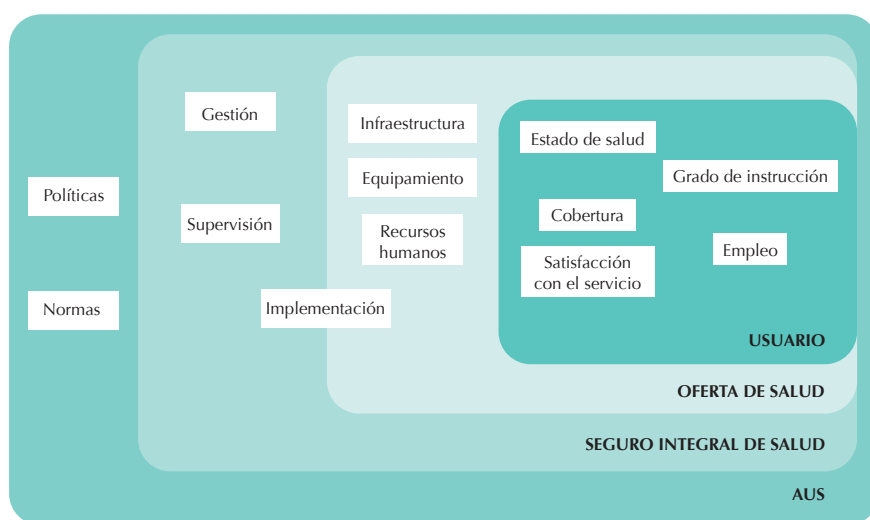 Políticas
Normas
Gestión
Supervisión
Implementación
Infraestructura
Equipamiento
Recursos
humanos
Estado de salud
Grado de instrucción
Cobertura
Empleo
Satisfacción
con el servicio
USUARIO
OFERTA DE SALUD
SEGURO INTEGRAL DE SALUD
AUS